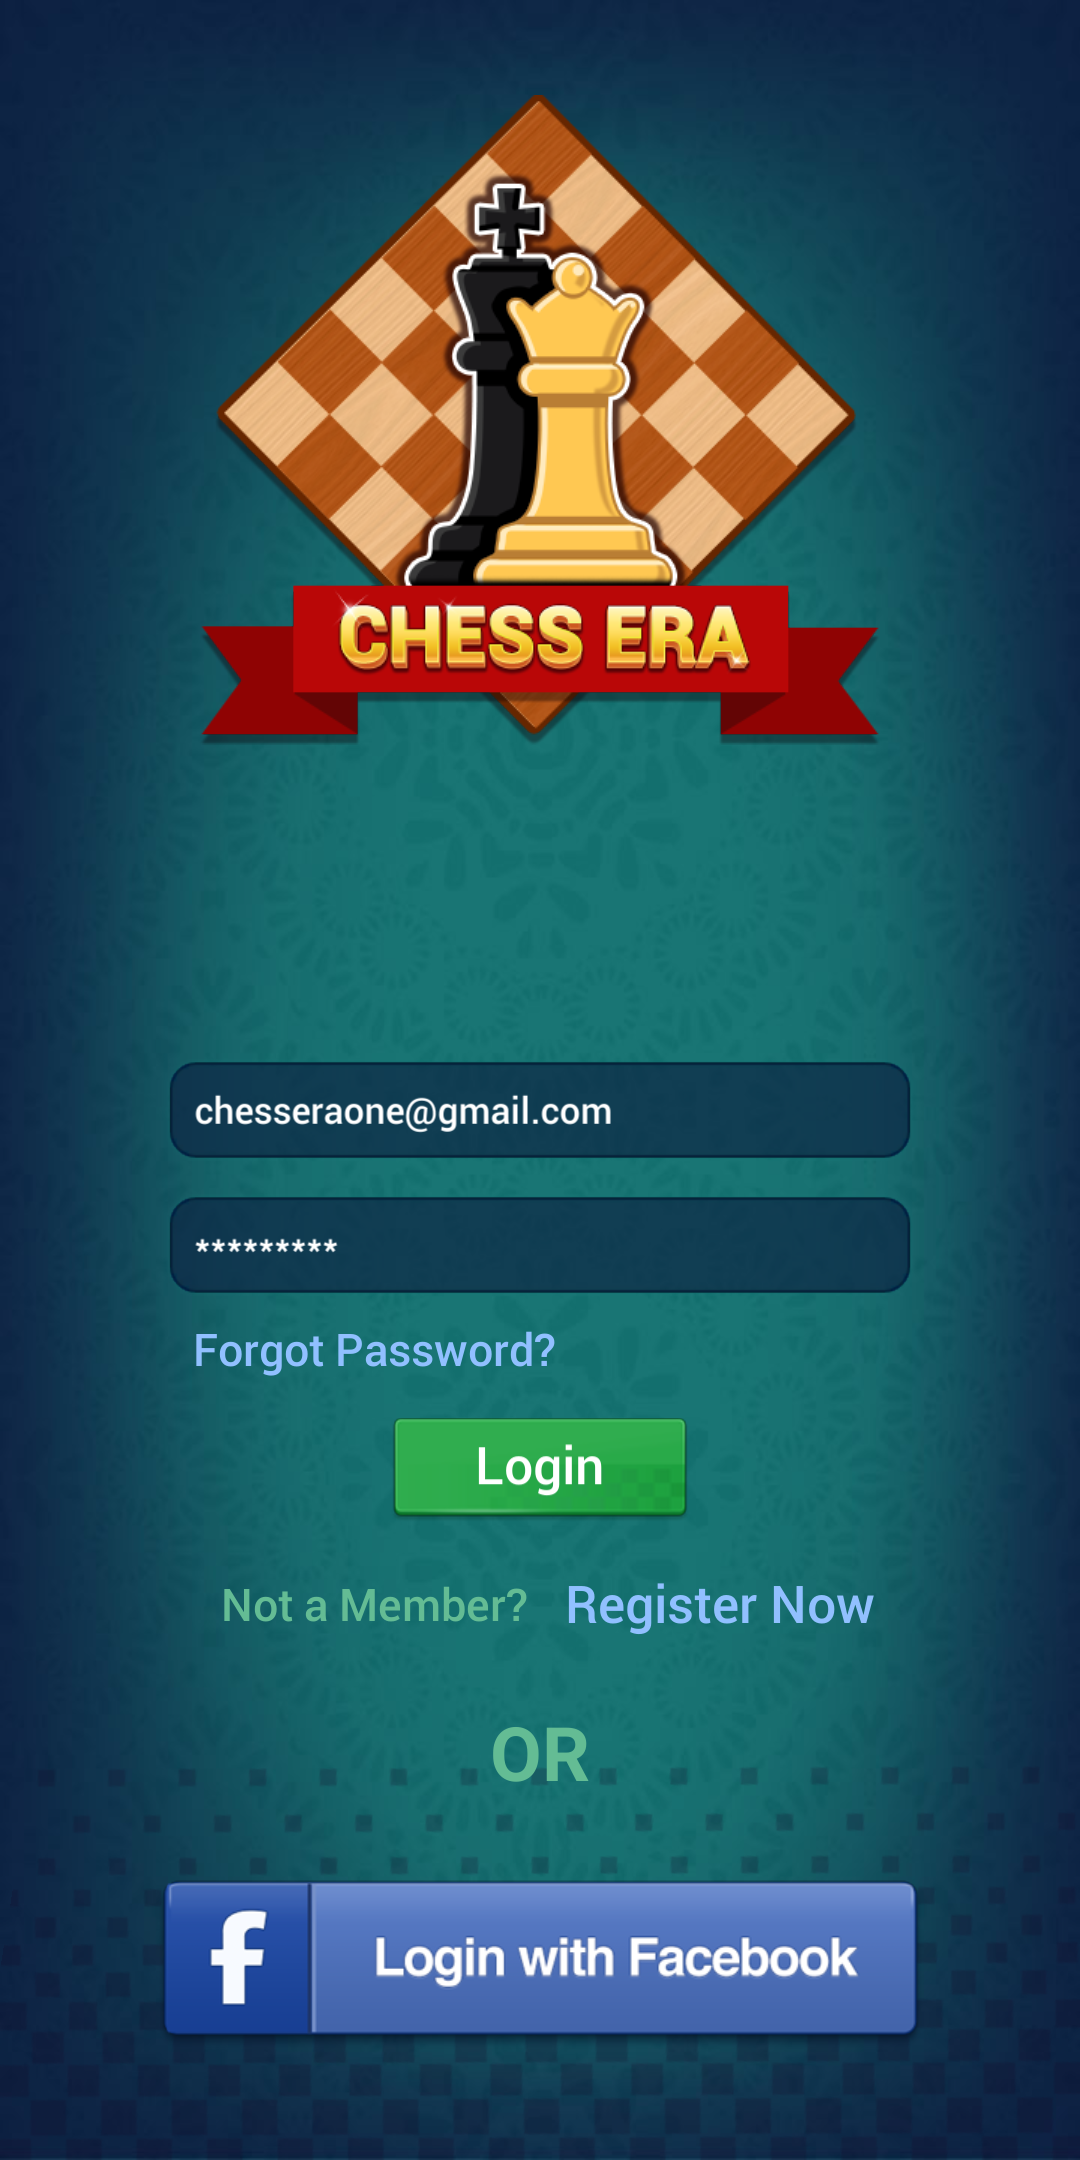 CHESS ERA
chesseraone@gmail.com
*********
Forgot Password?
Login
Not a Member? Register Now
OR
f Login with Facebook